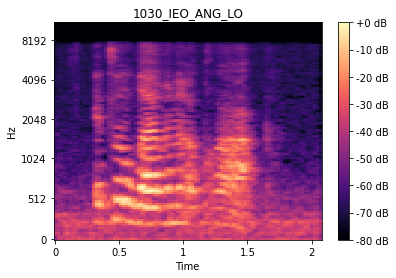 1030_IEO_ANG_LO
+0 dB
8192
-10 dB
4096
-20 dB
-30 dB
2048
Hz
-40 dB
1024
-50 dB
512
-60 dB
-70 dB
0
-80 dB
0
0.5
1
1.5
2
Time